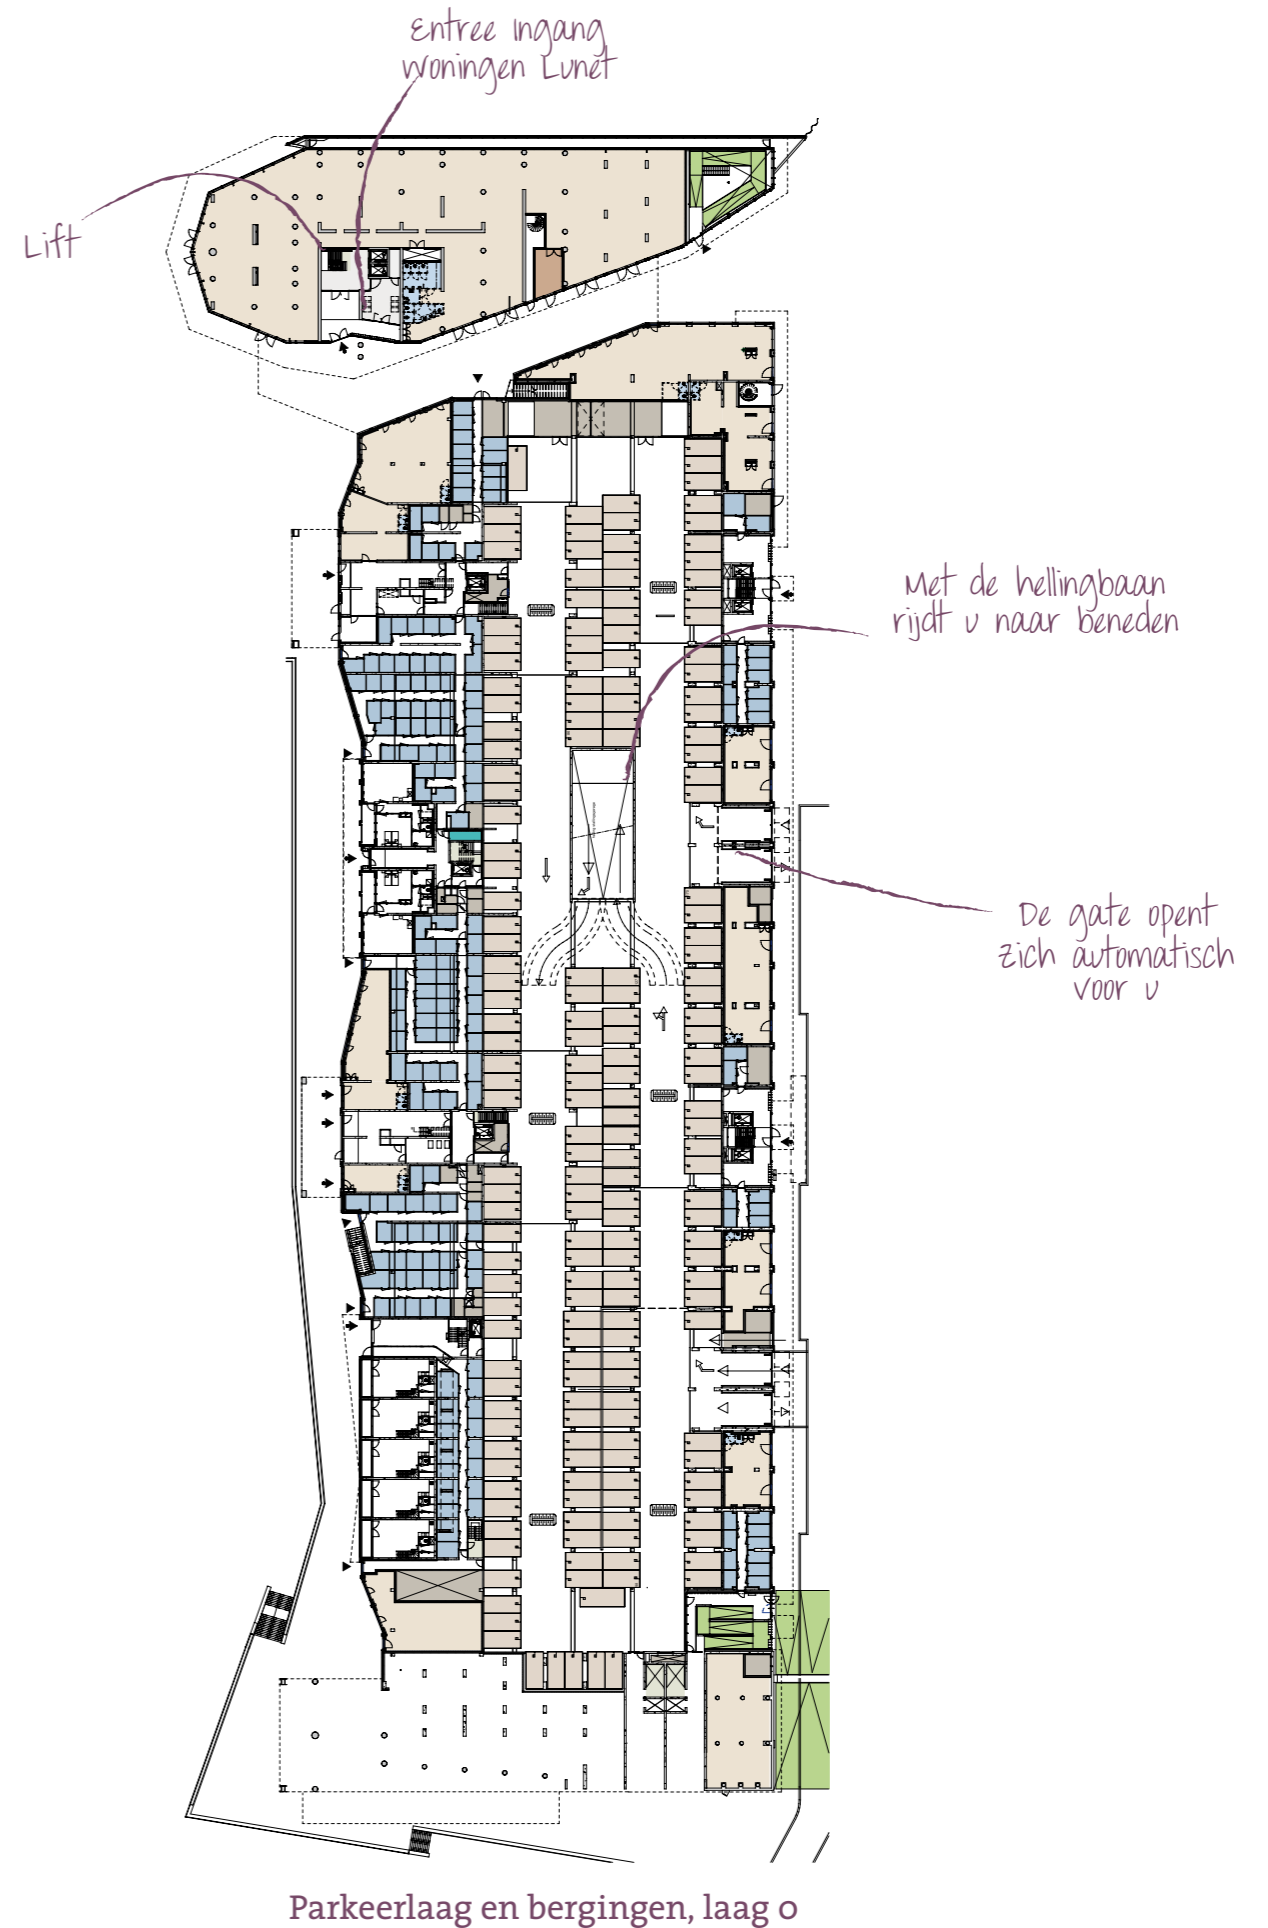 Entree ingang
woningen Lunet
Lift
Met de hellingbaan
rijdt u naar beneden
De gate opent
zich automatisch
voor u
Parkeerlaag en bergingen, laag 0